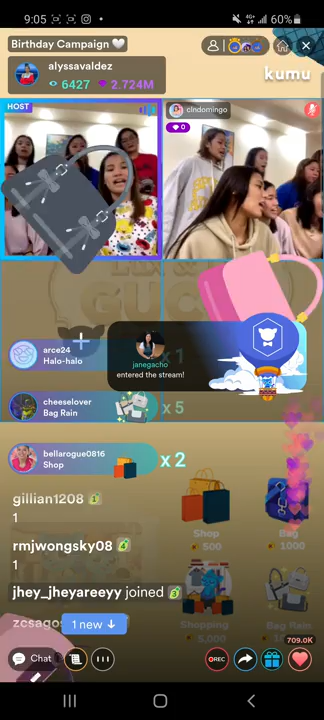 9:05
60%
Birthday Campaign 🤍
alyssavaldez
6427 2.724M
kumu
HOST
clndomingo
0
GUCCI
arce24
Halo-halo
x 1
janegacho
entered the stream!
cheeselover
Bag Rain
x 5
bellarogue0816
Shop
x 2
gillian1208
1
rmjwongsky08
1
jhey_jheyareeyy joined
1 new ↓
Shop
500
Bag
1000
Shopping
5,000
Bag Rain
709.0K
Chat
REC